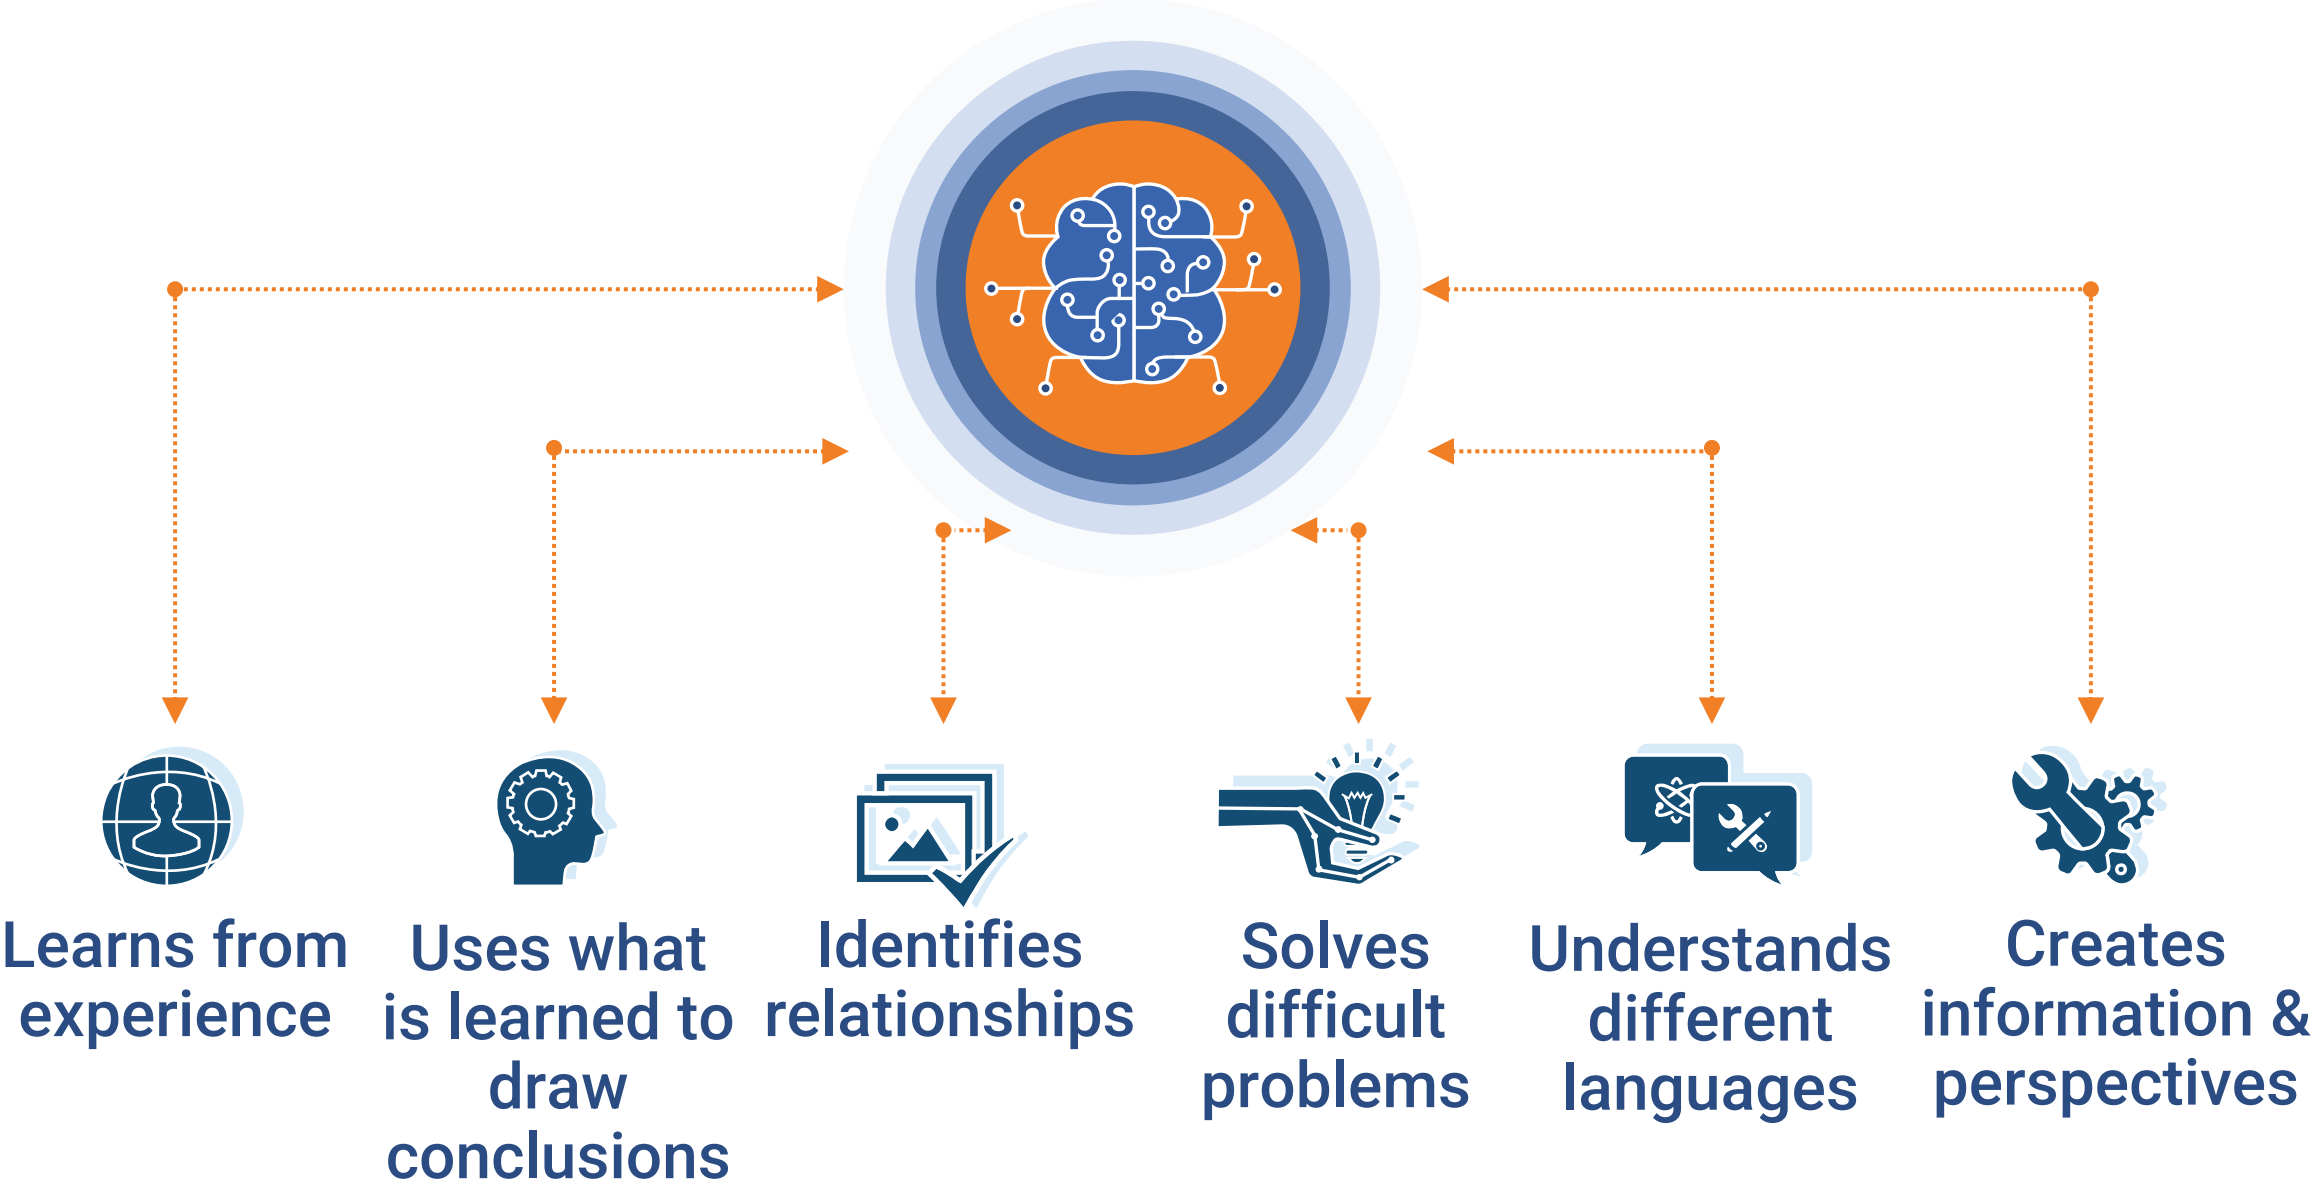 Learns from
experience
Uses what
is learned to
draw
conclusions
Identifies
relationships
Solves
difficult
problems
Understands
different
languages
Creates
information &
perspectives